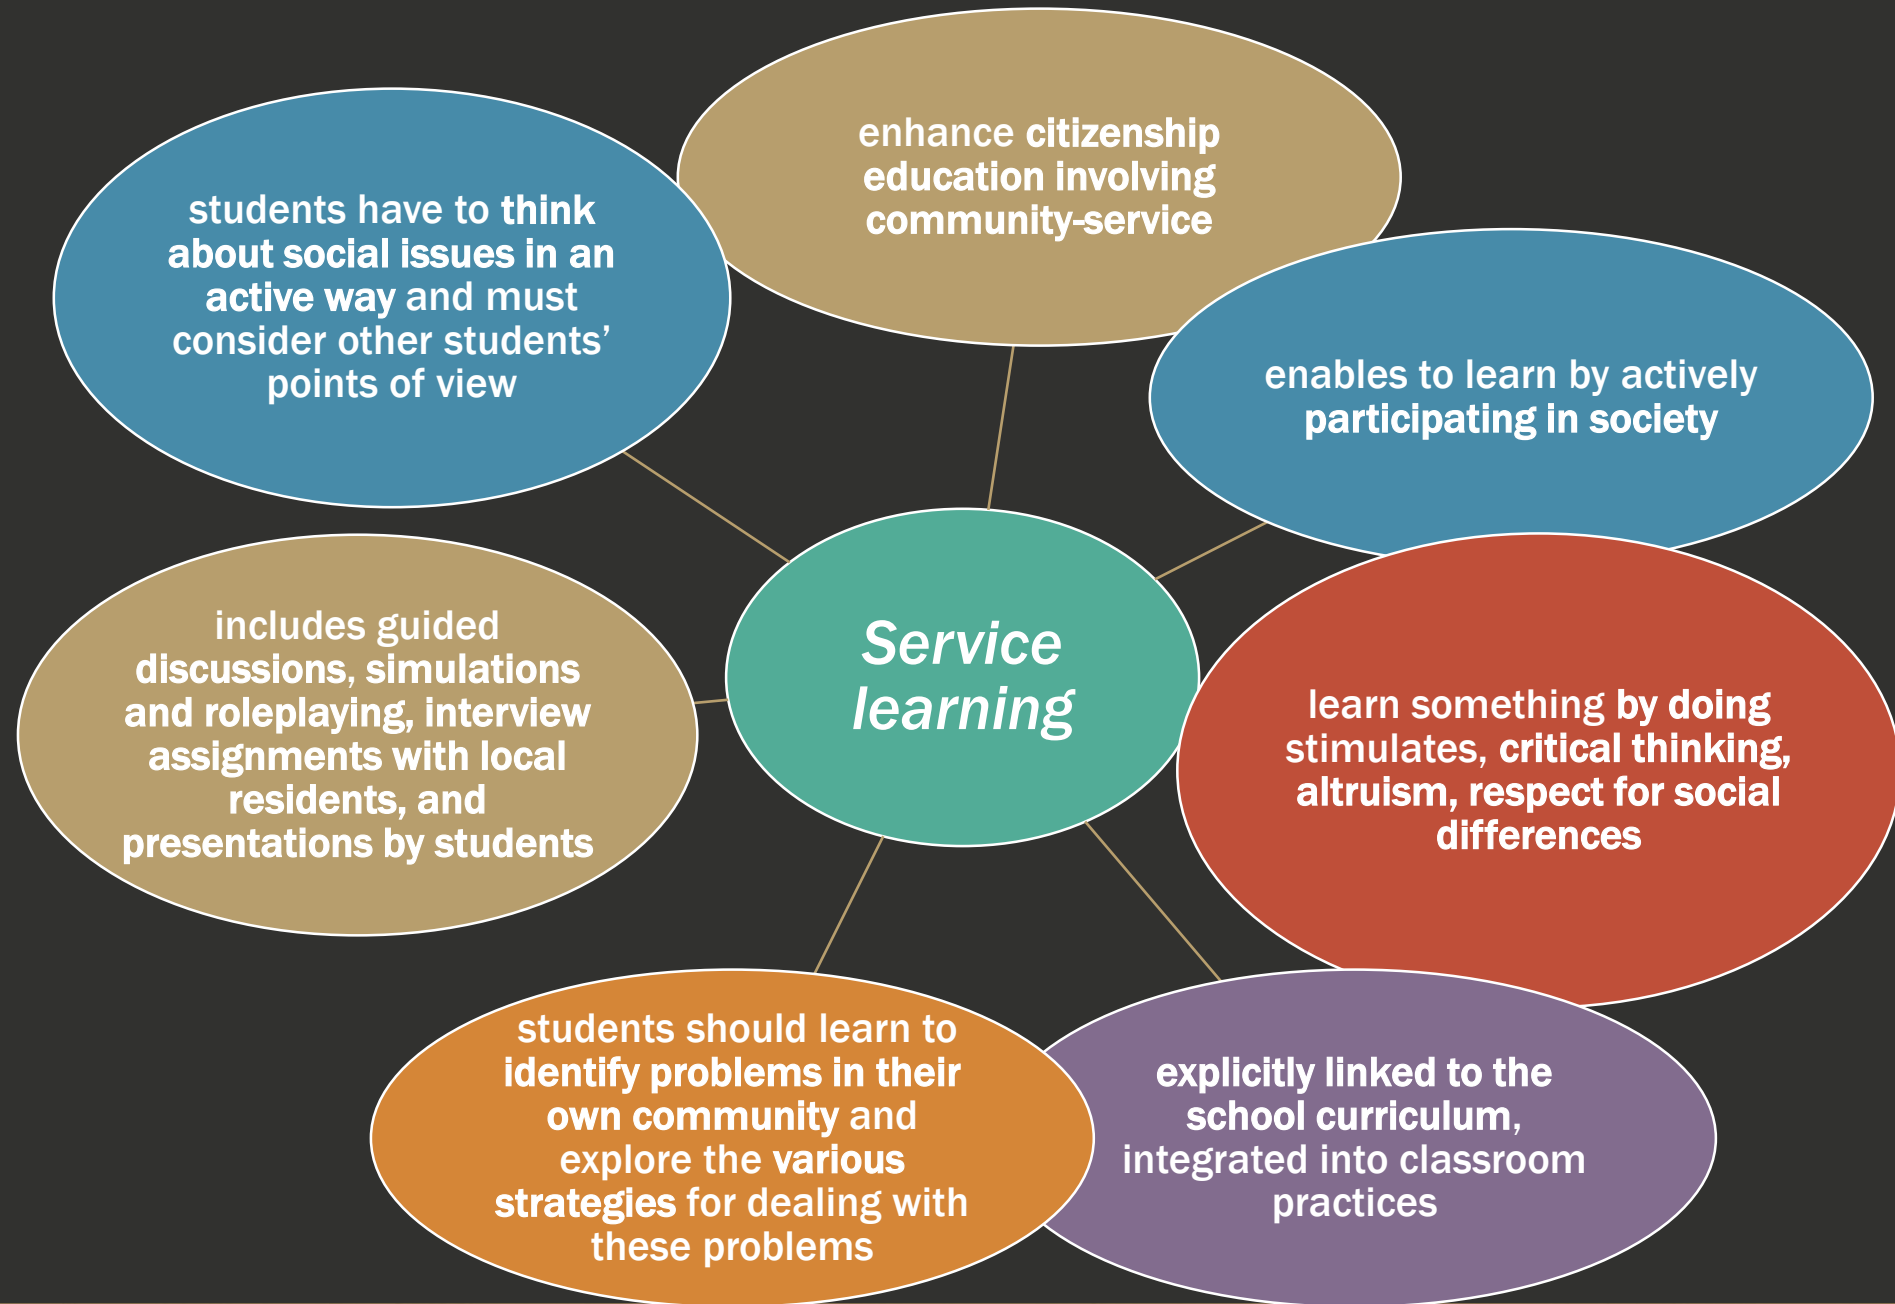 enhance citizenship
education involving
community-service
students have to think
about social issues in an
active way and must
consider other students’
points of view
enables to learn by actively
participating in society
Service
learning
includes guided
discussions, simulations
and roleplaying, interview
assignments with local
residents, and
presentations by students
learn something by doing
stimulates, critical thinking,
altruism, respect for social
differences
students should learn to
identify problems in their
own community and
explore the various
strategies for dealing with
these problems
explicitly linked to the
school curriculum,
integrated into classroom
practices